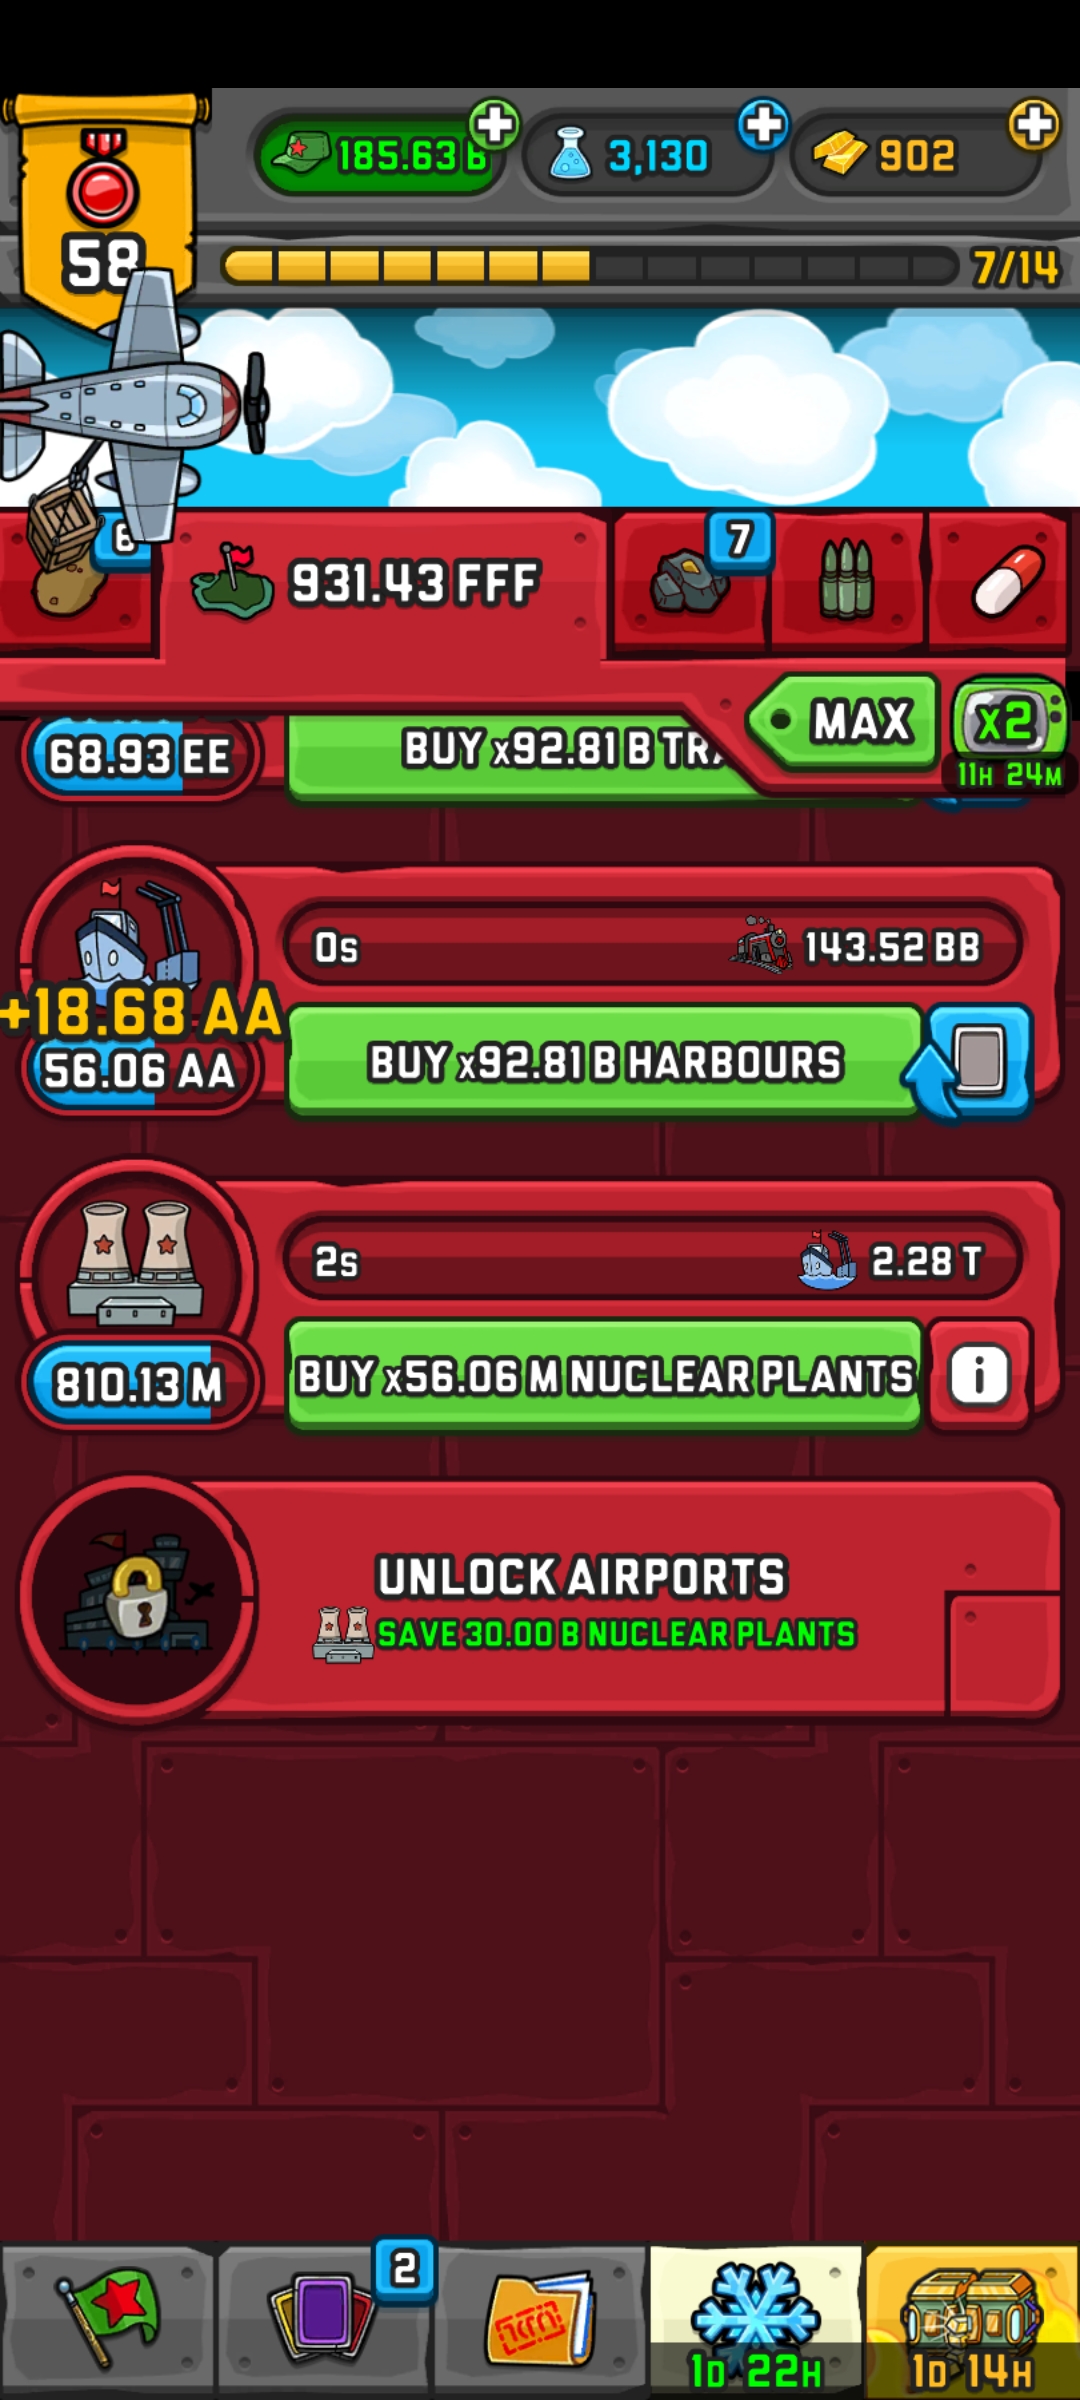 58
185.63 B
3,130
902
7/14
6
931.43 FFF
7
MAX
x2
11H 24M
68.93 EE
BUY x92.81 B
0s
143.52 BB
+18.68 AA
56.06 AA
BUY x92.81 B HARBOURS
2s
2.28 T
810.13 M
BUY x56.06 M NUCLEAR PLANTS
i
UNLOCK AIRPORTS
SAVE 30.00 B NUCLEAR PLANTS
2
1D 22H
1D 14H